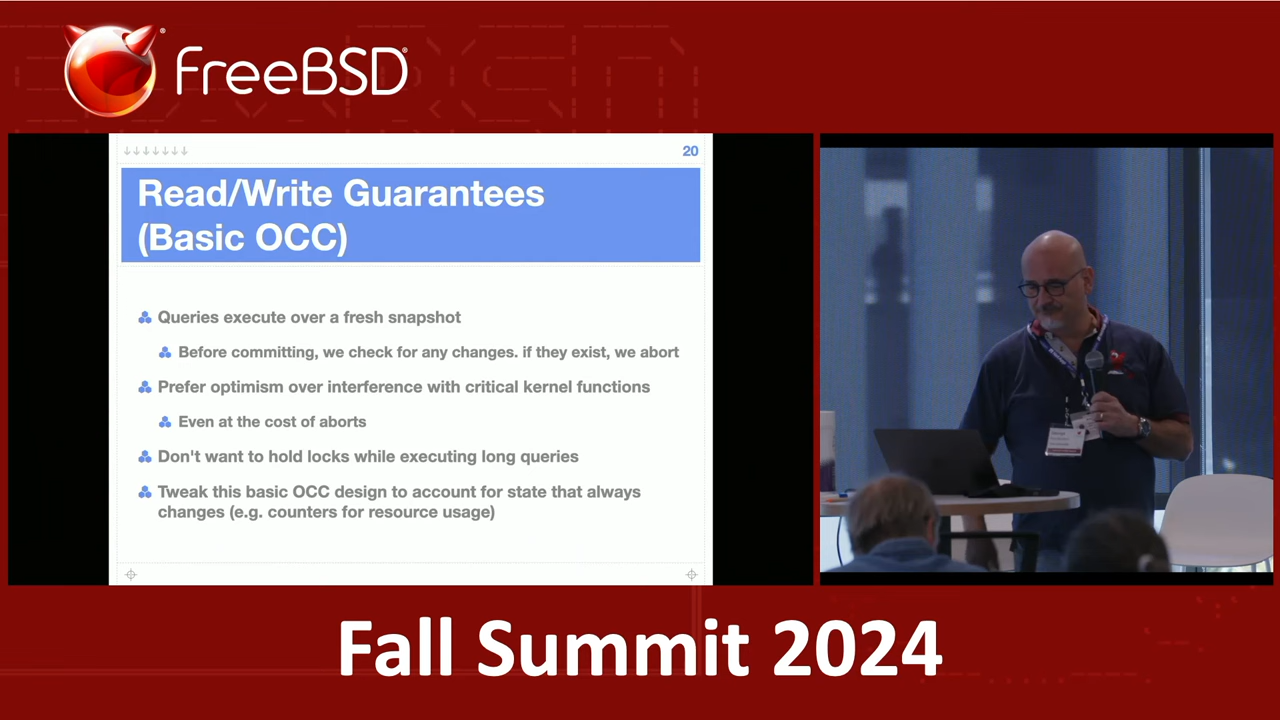 FreeBSD®
↓↓↓↓↓↓↓
20
Read/Write Guarantees
(Basic OCC)
Queries execute over a fresh snapshot
Before committing, we check for any changes. if they exist, we abort
Prefer optimism over interference with critical kernel functions
Even at the cost of aborts
Don't want to hold locks while executing long queries
Tweak this basic OCC design to account for state that always
changes (e.g. counters for resource usage)
Fall Summit 2024